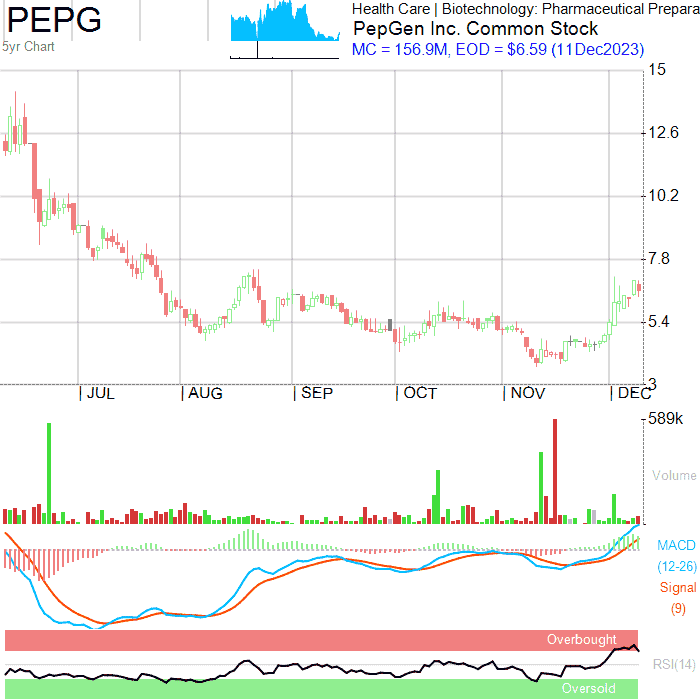 PEPG
5yr Chart
Health Care | Biotechnology: Pharmaceutical Prepara
PepGen Inc. Common Stock
MC = 156.9M, EOD = $6.59 (11Dec2023)
15
12.6
10.2
7.8
5.4
3
JUL AUG SEP OCT NOV DEC
589k
Volume
MACD
(12-26)
Signal
(9)
Overbought
RSI(14)
Oversold